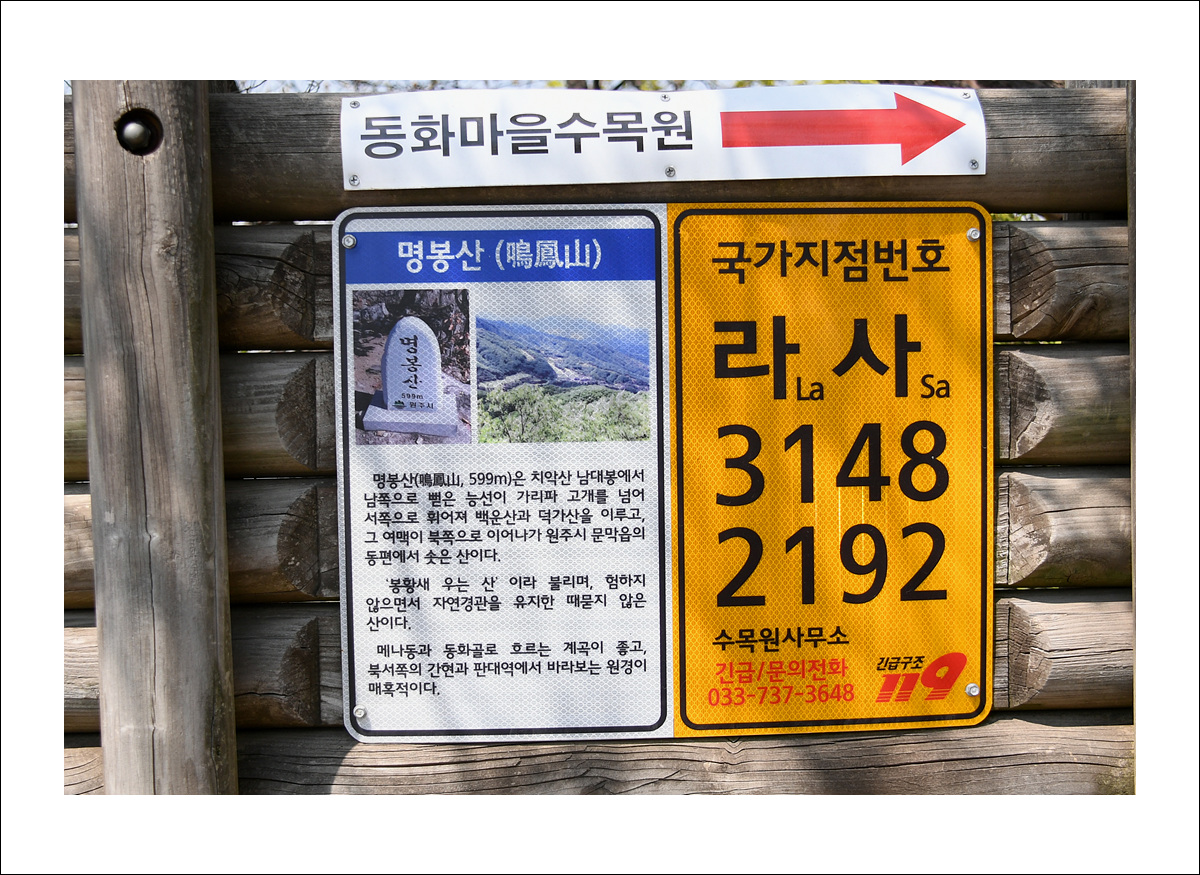 동화마을수목원
명봉산 (鳴鳳山)
명봉산
599m
원주시
명봉산(鳴鳳山, 599m)은 치악산 남대봉에서
남쪽으로 뻗은 능선이 가리파 고개를 넘어
서쪽으로 휘어져 백운산과 덕가산을 이루고,
그 여맥이 북쪽으로 이어나가 원주시 문막읍의
동편에서 솟은 산이다.
'봉황새 우는 산' 이라 불리며, 험하지
않으면서 자연경관을 유지한 때묻지 않은
산이다.
메나동과 동화골로 흐르는 계곡이 좋고,
북서쪽의 간현과 판대역에서 바라보는 원경이
매혹적이다.
국가지점번호
라La 사Sa
3148
2192
수목원사무소
긴급/문의전화
033-737-3648
긴급구조
119